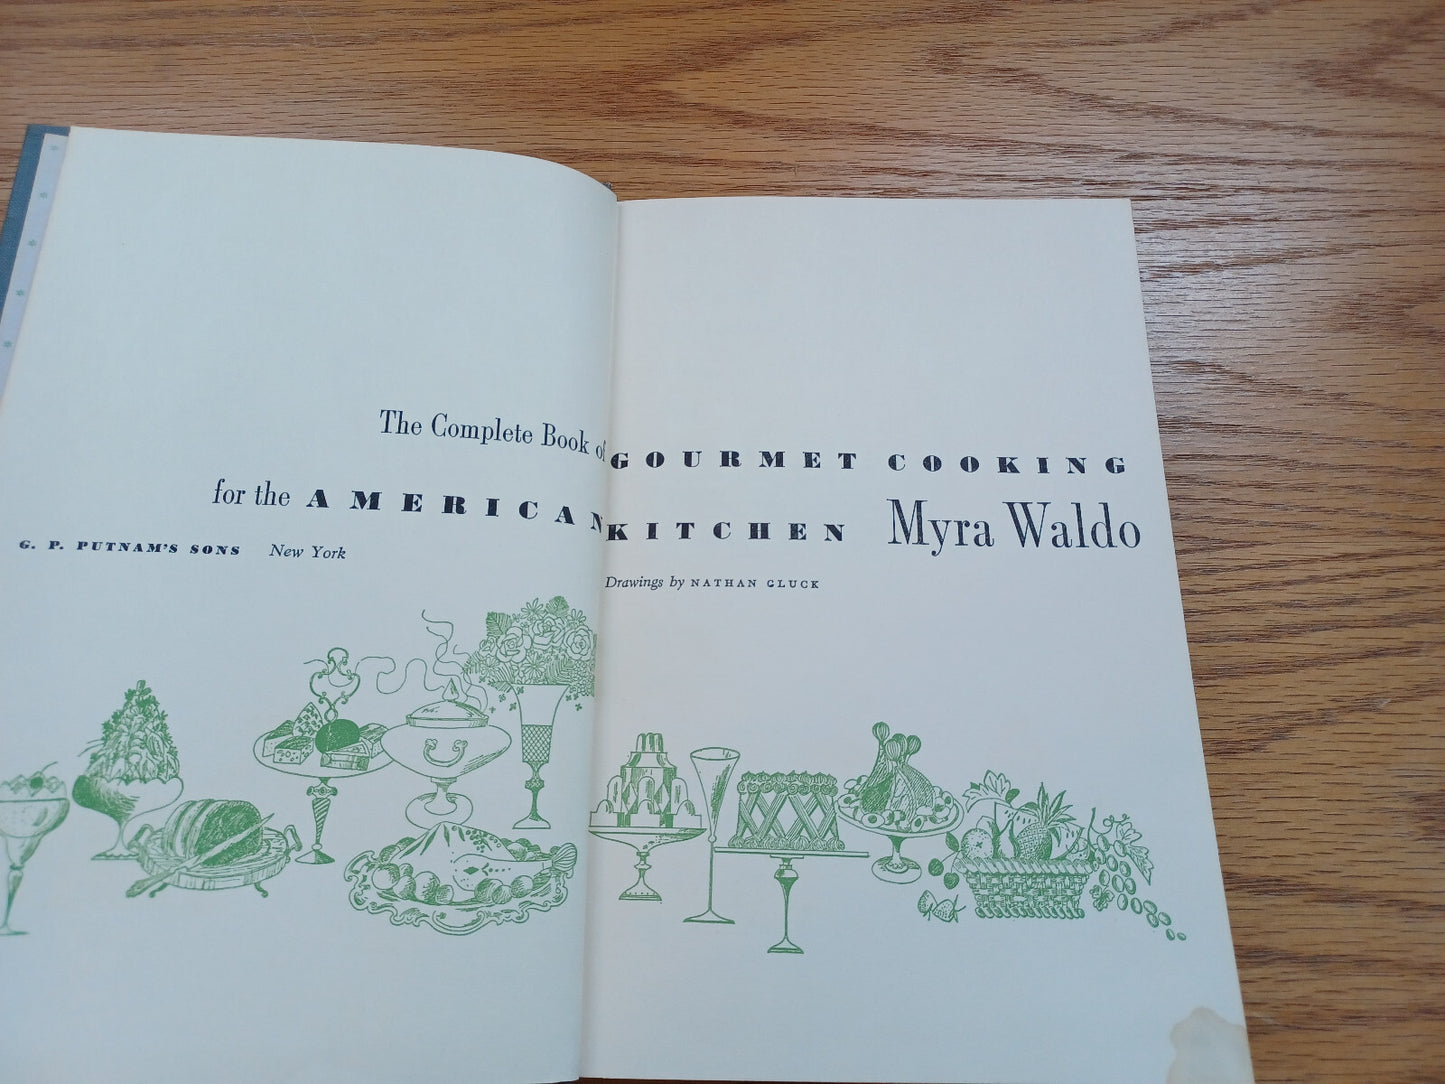 The Complete Book of GOURMET COOKING
for the AMERICAN KITCHEN Myra Waldo
G. P. PUTNAM'S SONS New York
Drawings by NATHAN GLUCK